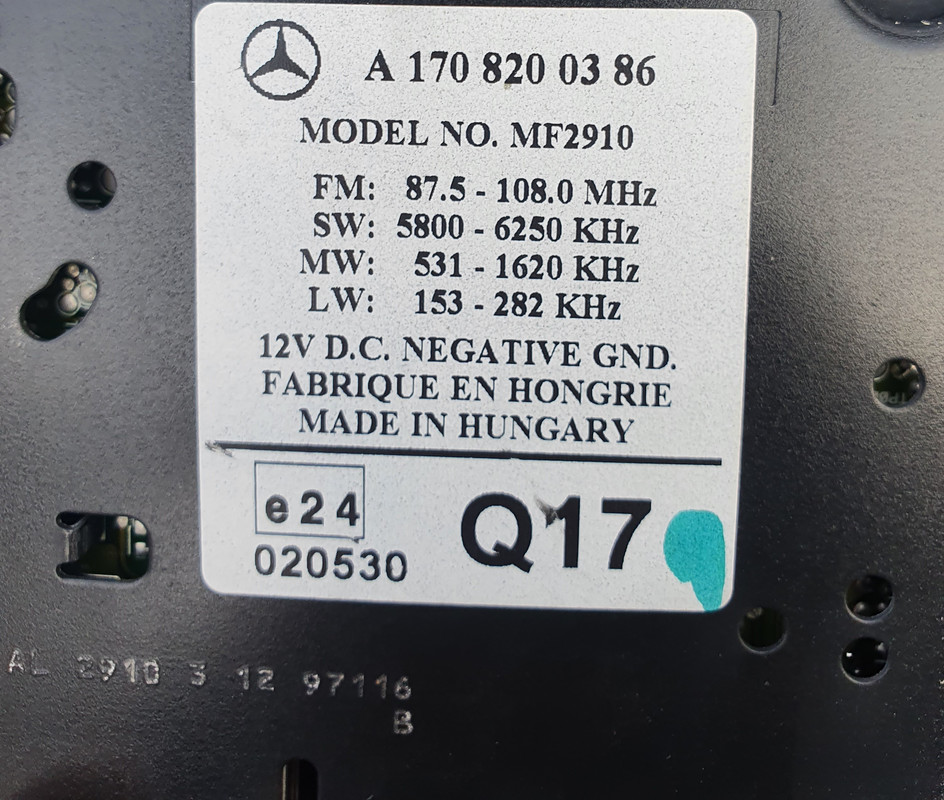 A 170 820 03 86
MODEL NO. MF2910
FM: 87.5 - 108.0 MHz
SW: 5800 - 6250 KHz
MW: 531 - 1620 KHz
LW: 153 - 282 KHz
12V D.C. NEGATIVE GND.
FABRIQUE EN HONGRIE
MADE IN HUNGARY
e24
020530
Q17
AL 2910 3 12 97116
B